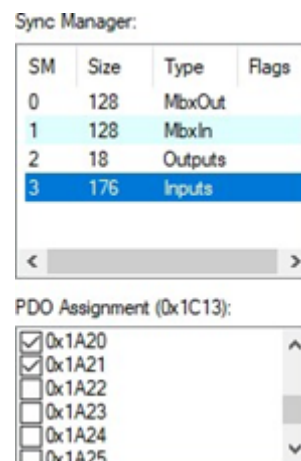 Sync Manager:
SM Size Type Flags
0 128 MbxOut
1 128 MbxIn
2 18 Outputs
3 176 Inputs
PDO Assignment (0x1C13):
0x1A20
0x1A21
0x1A22
0x1A23
0x1A24
0x1A25